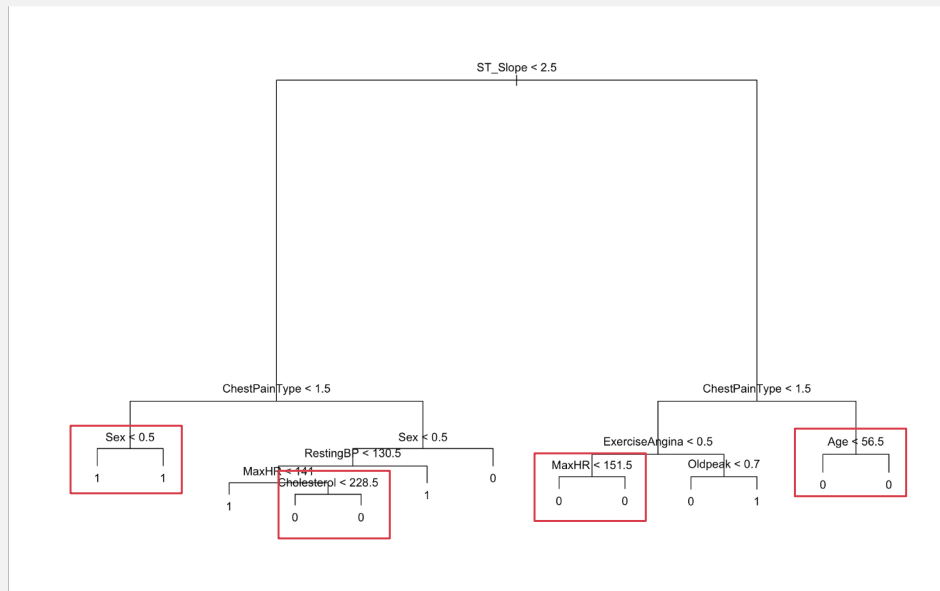 ST_Slope < 2.5
ChestPainType < 1.5
ChestPainType < 1.5
Sex < 0.5
Sex < 0.5
ExerciseAngina < 0.5
Age < 56.5
RestingBP < 130.5
MaxHR < 151.5
Oldpeak < 0.7
MaxHR < 141
Cholesterol < 228.5
1
1
0
0
0
1
0
0
0
1
1
0
0